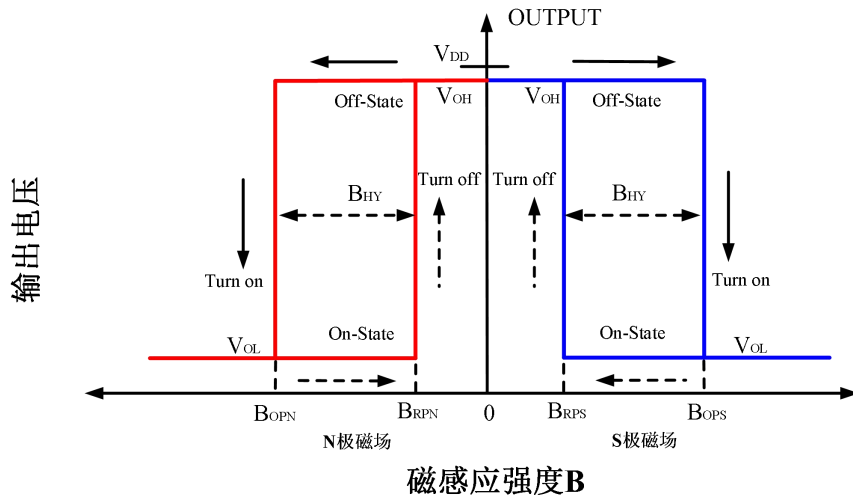 OUTPUT
VDD
Off-State
VOH
VOH
Off-State
BHY
Turn off
Turn off
BHY
输出电压
Turn on
Turn on
On-State
On-State
VOL
VOL
BOPN
BRPN
0
BRPS
BOPS
N极磁场
S极磁场
磁感应强度B